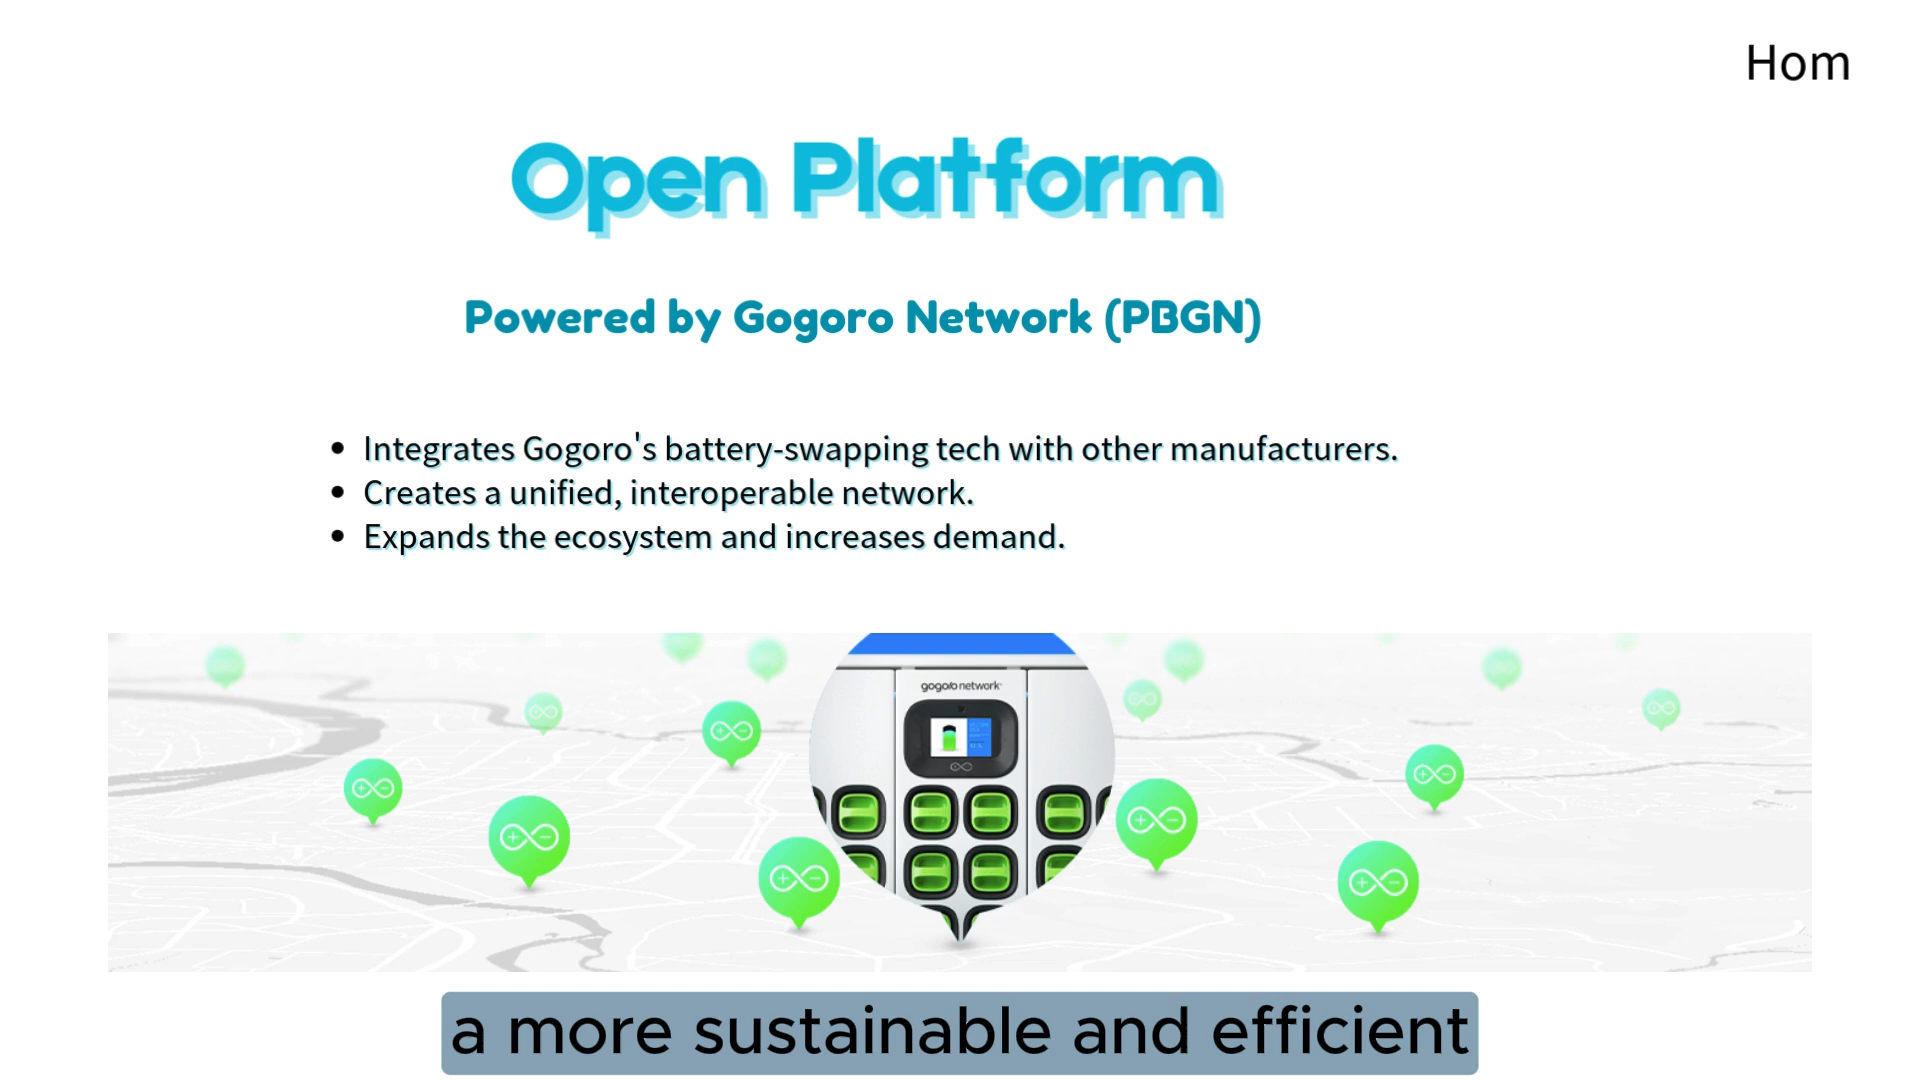 Hom
Open Platform
Powered by Gogoro Network (PBGN)
• Integrates Gogoro's battery-swapping tech with other manufacturers.
• Creates a unified, interoperable network.
• Expands the ecosystem and increases demand.
gogoro network
a more sustainable and efficient